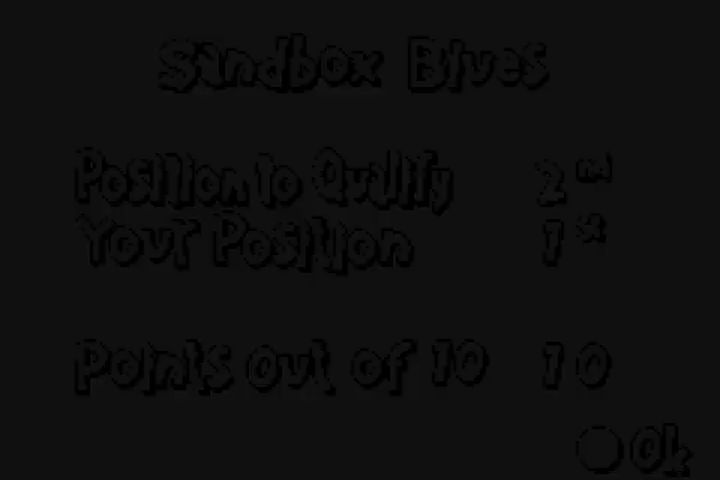 Sandbox Blues
Position to Qualify 2nd
Your Position 1st
Points out of 10 10
Ok